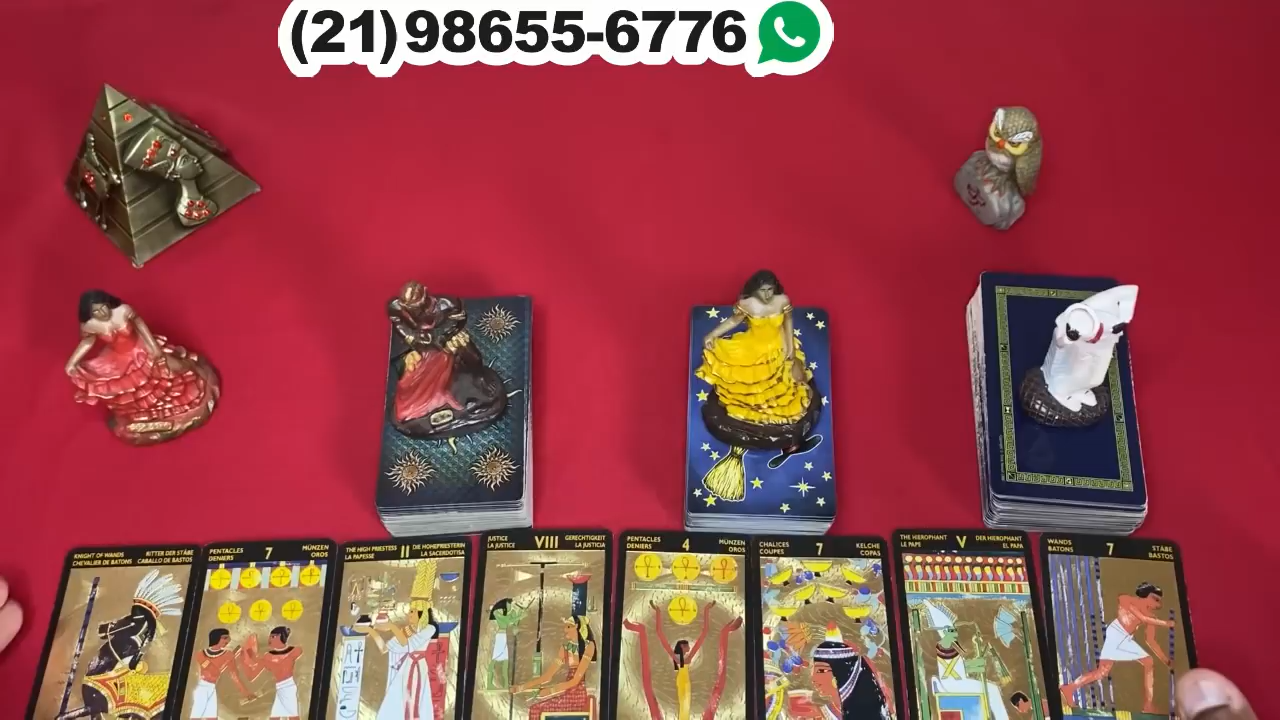 (21)98655-6776
KNIGHT OF WANDS RITTER DER STÄBE
CHEVALIER DE BATONS CABALLO DE BASTOS
PENTACLES 7 MÜNZEN
DENIERS OROS
THE HIGH PRIESTESS II DIE HOHEPRIESTERIN
LA PAPESSE LA SACERDOTISA
JUSTICE VIII GERECHTIGKEIT
LA JUSTICE LA JUSTICIA
PENTACLES 4 MÜNZEN
DENIERS OROS
CHALICES 7 KELCHE
COUPES COPAS
THE HIEROPHANT V DER HIEROPHANT
LE PAPE EL PAPA
WANDS 7 STÄBE
BATONS BASTOS